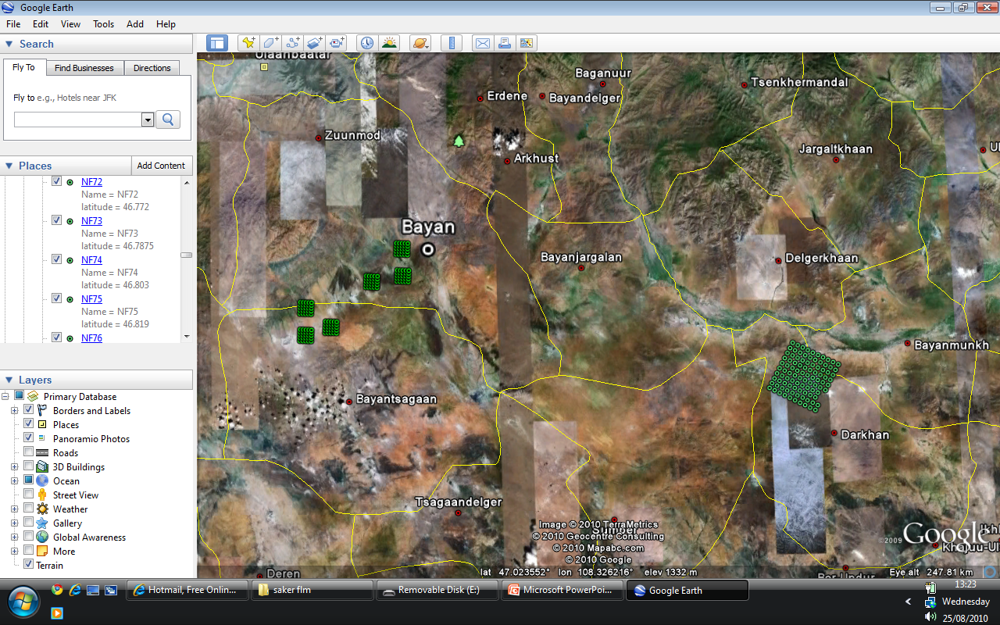 Google Earth
File Edit View Tools Add Help
Search
Fly To Find Businesses Directions
Fly to e.g., Hotels near JFK
Places Add Content
NF72
Name = NF72
latitude = 46.772
NF73
Name = NF73
latitude = 46.7875
NF74
Name = NF74
latitude = 46.803
NF75
Name = NF75
latitude = 46.819
NF76
Layers
Primary Database
Borders and Labels
Places
Panoramio Photos
Roads
3D Buildings
Ocean
Street View
Weather
Gallery
Global Awareness
More
Terrain
Ulaanbaatar
Baganuur
Tsenkhermandal
Erdene
Bayandelger
Zuunmod
Jargaltkhaan
Arkhust
Bayan
Bayanjargalan
Delgerkhaan
Bayanmunkh
Bayantsagaan
Darkhan
Tsagaandelger
Sumber
Image © 2010 TerraMetrics
© 2010 Geocentre Consulting
© 2010 Mapabc.com
© 2010 Google
©2009 Google
Deren
lat 47.023552° lon 108.326216° elev 1332 m
Eye alt 247.81 km
Hotmail, Free Onlin...
saker flm
Removable Disk (E:)
Microsoft PowerPoi...
Google Earth
13:23
Wednesday
25/08/2010